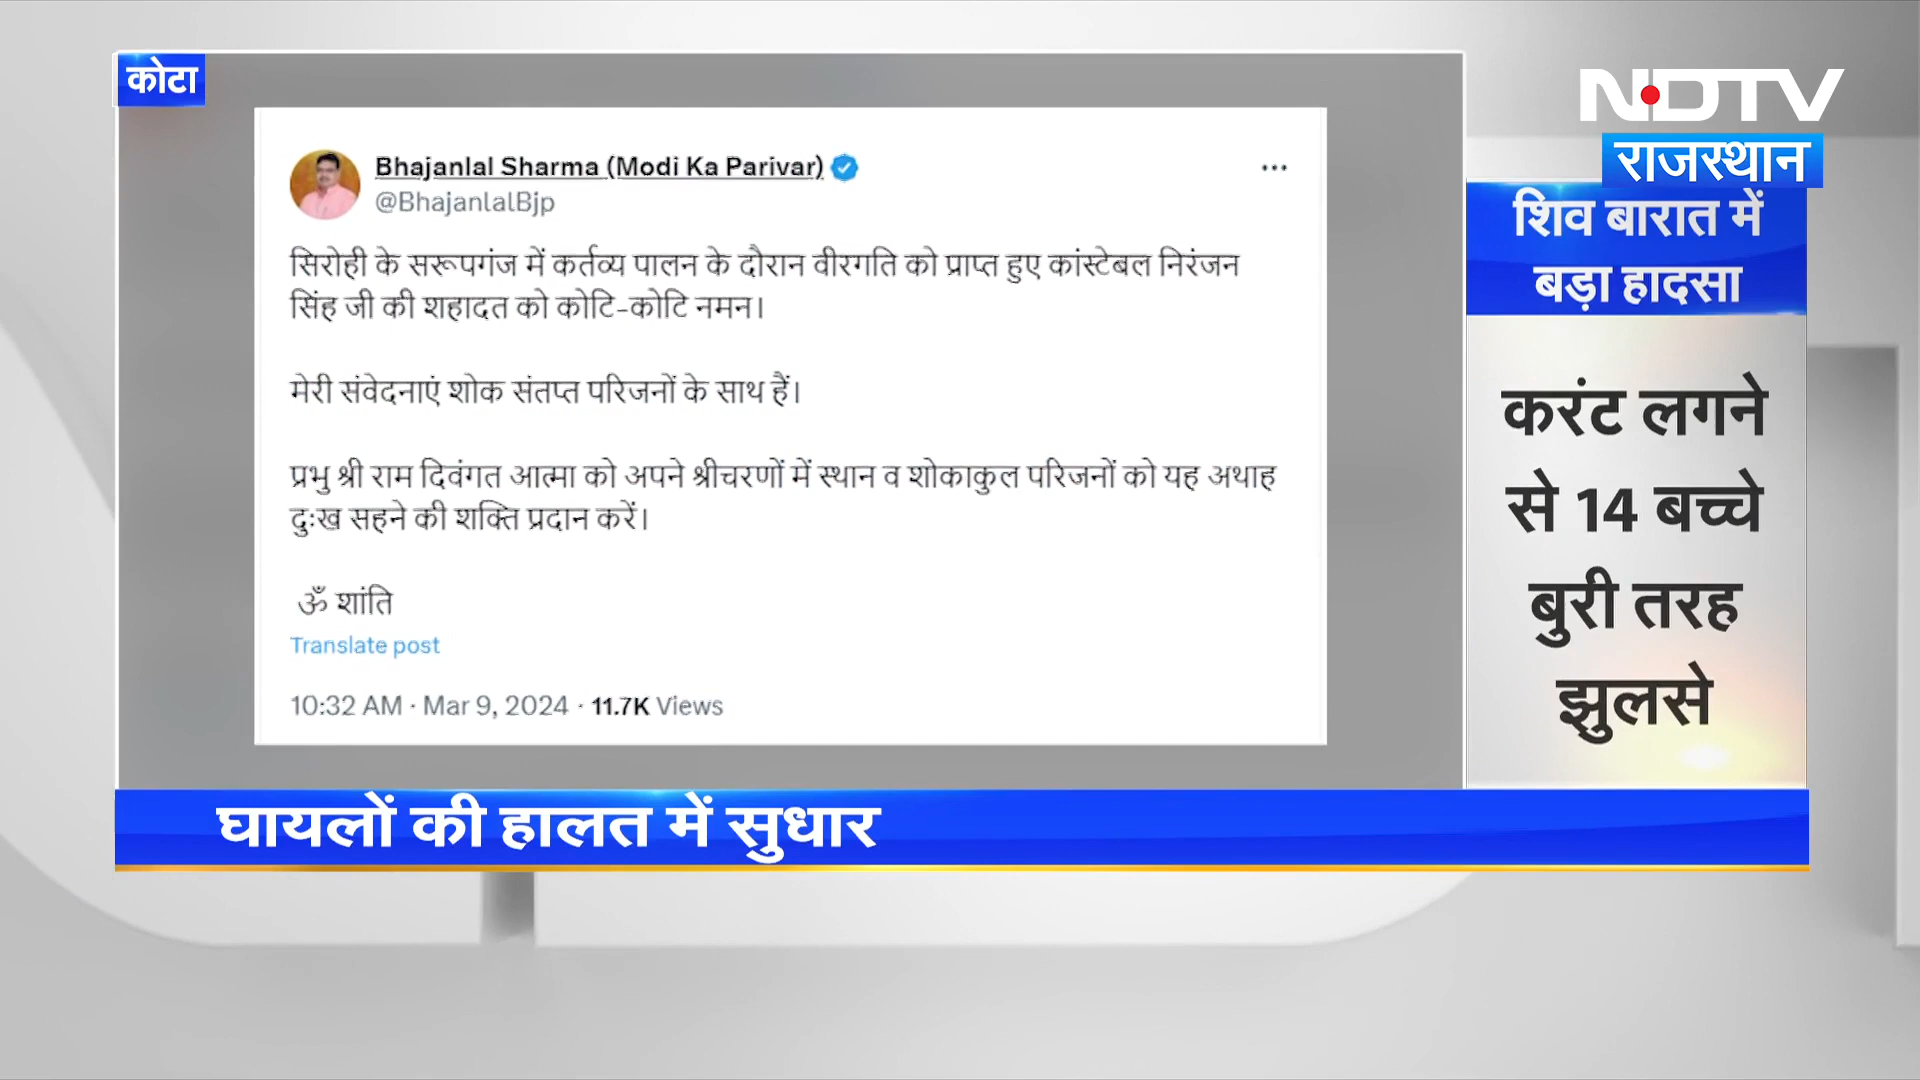 कोटा
NDTV
राजस्थान
Bhajanlal Sharma (Modi Ka Parivar)
@BhajanlalBjp
सिरोही के सरूपगंज में कर्तव्य पालन के दौरान वीरगति को प्राप्त हुए कांस्टेबल निरंजन
सिंह जी की शहादत को कोटि-कोटि नमन।
मेरी संवेदनाएं शोक संतप्त परिजनों के साथ हैं।
प्रभु श्री राम दिवंगत आत्मा को अपने श्रीचरणों में स्थान व शोकाकुल परिजनों को यह अथाह
दुःख सहने की शक्ति प्रदान करें।
ॐ शांति
Translate post
10:32 AM · Mar 9, 2024 · 11.7K Views
शिव बारात में
बड़ा हादसा
करंट लगने
से 14 बच्चे
बुरी तरह
झुलसे
घायलों की हालत में सुधार